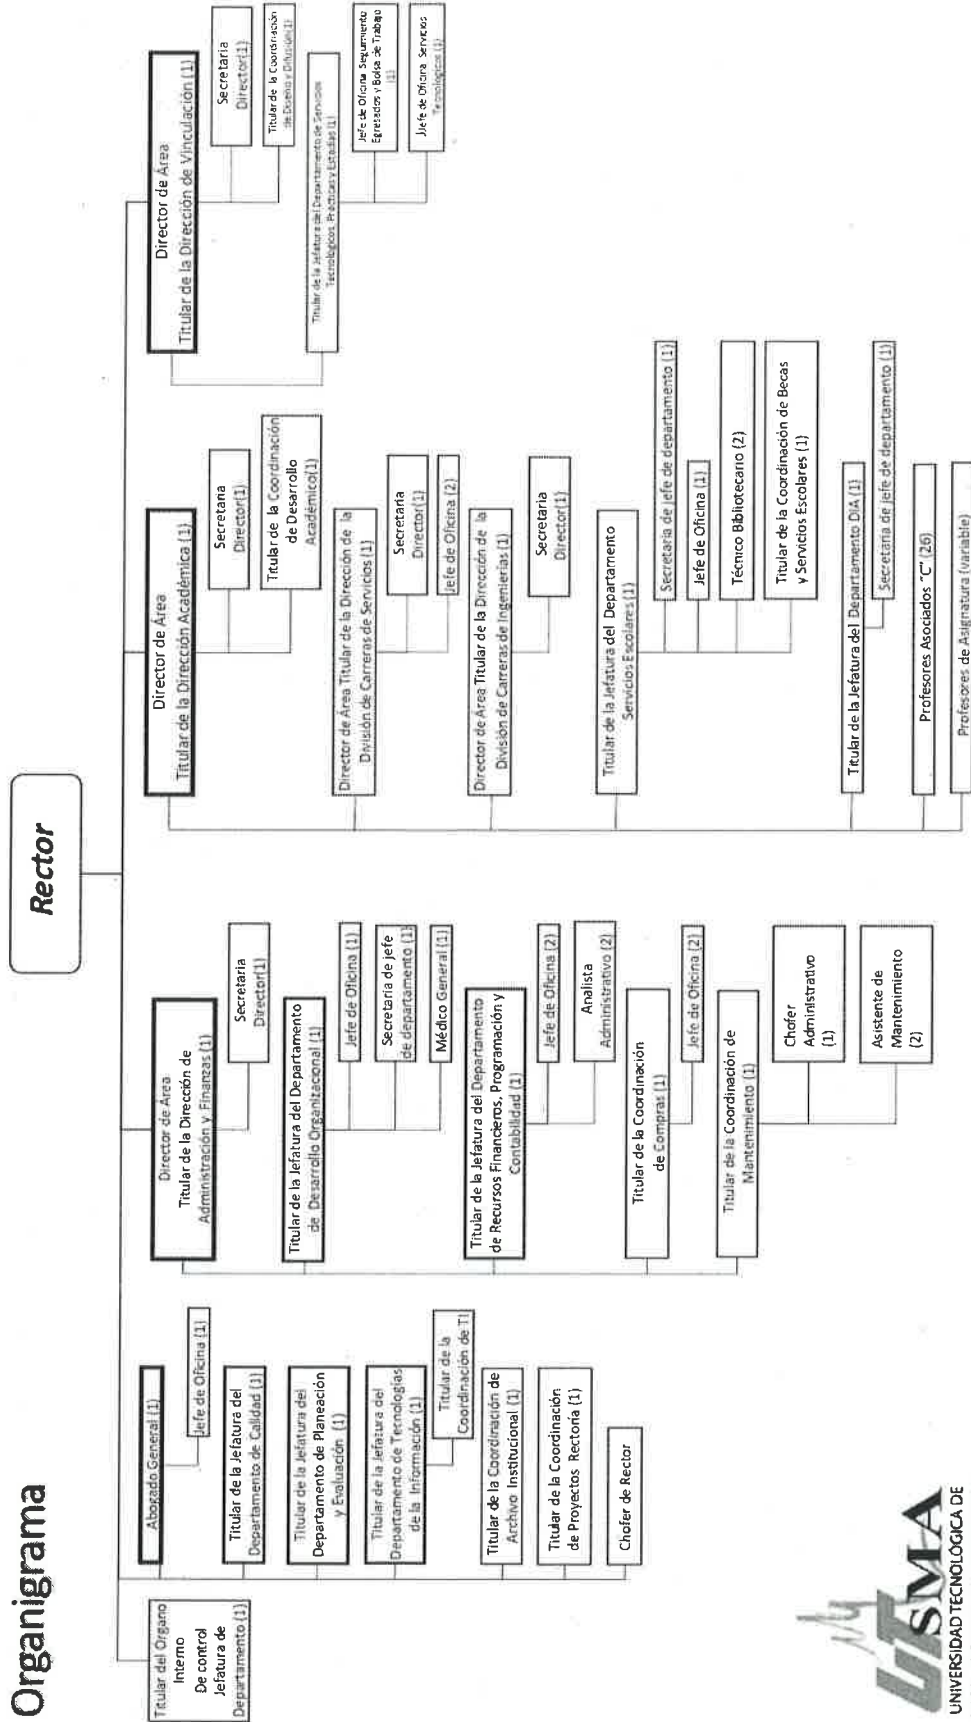 Organigrama
Rector
Titular del Organo
Interno
De control
Jefatura de
Departamento (1)
Abogado General (1)
Jefe de Oficina (1)
Titular de la Jefatura del
Departamento de Calidad (1)
Titular de la Jefatura del
Departamento de Planeación
y Evaluación (1)
Titular de la Jefatura del
Departamento de Tecnologías
de la Información (1)
Titular de la
Coordinación de TI
Titular de la Coordinación de
Archivo Institucional (1)
Titular de la Coordinación
de Proyectos Rectoría (1)
Chofer de Rector
Director de Área
Titular de la Dirección de
Administración y Finanzas (1)
Secretaria
Director(1)
Titular de la Jefatura del Departamento
de Desarrollo Organizacional (1)
Jefe de Oficina (1)
Secretaria de jefe
de departamento (1)
Médico General (1)
Titular de la Jefatura del Departamento
de Recursos Financieros, Programación y
Contabilidad (1)
Jefe de Oficina (2)
Analista
Administrativo (2)
Titular de la Coordinación
de Compras (1)
Jefe de Oficina (2)
Titular de la Coordinación de
Mantenimiento (1)
Chofer
Administrativo
(1)
Asistente de
Mantenimiento
(2)
Director de Área
Titular de la Dirección Académica (1)
Secretaria
Director(1)
Titular de la Coordinación
de Desarrollo
Académico(1)
Director de Área Titular de la Dirección de la
División de Carreras de Servicios (1)
Secretaria
Director(1)
Jefe de Oficina (2)
Director de Área Titular de la Dirección de la
División de Carreras de Ingenierías (1)
Secretaria
Director(1)
Titular de la Jefatura del Departamento
Servicios Escolares (1)
Secretaria de jefe de departamento (1)
Jefe de Oficina (1)
Técnico Bibliotecario (2)
Titular de la Coordinación de Becas
y Servicios Escolares (1)
Titular de la Jefatura del Departamento DIA (1)
Secretaria de jefe de departamento (1)
Profesores Asociados "C" (26)
Profesores de Asignatura (variable)
Director de Área
Titular de la Dirección de Vinculación (1)
Secretaria
Director(1)
Titular de la Coordinación
de Diseño y Difusión(1)
Titular de la Jefatura del Departamento de Servicios
Tecnológicos, Prácticas y Estadías (1)
Jefe de Oficina Seguimiento
Egresados y Bolsa de Trabajo
(1)
Jefe de Oficina Servicios
Tecnológicos (1)
UT
SMA
UNIVERSIDAD TECNOLÓGICA DE